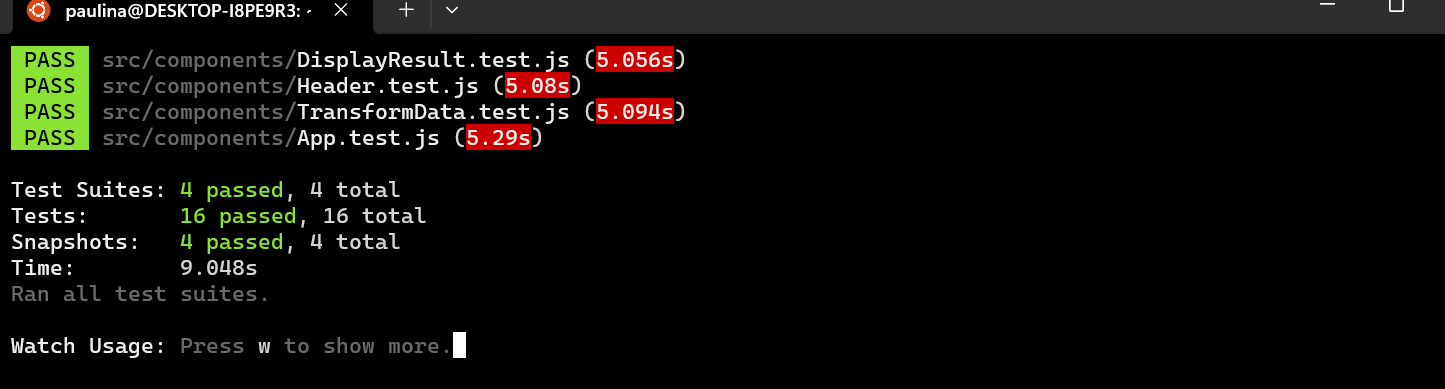 paulina@DESKTOP-I8PE9R3: ~
PASS src/components/DisplayResult.test.js (5.056s)
PASS src/components/Header.test.js (5.08s)
PASS src/components/TransformData.test.js (5.094s)
PASS src/components/App.test.js (5.29s)
Test Suites: 4 passed, 4 total
Tests: 16 passed, 16 total
Snapshots: 4 passed, 4 total
Time: 9.048s
Ran all test suites.
Watch Usage: Press w to show more.